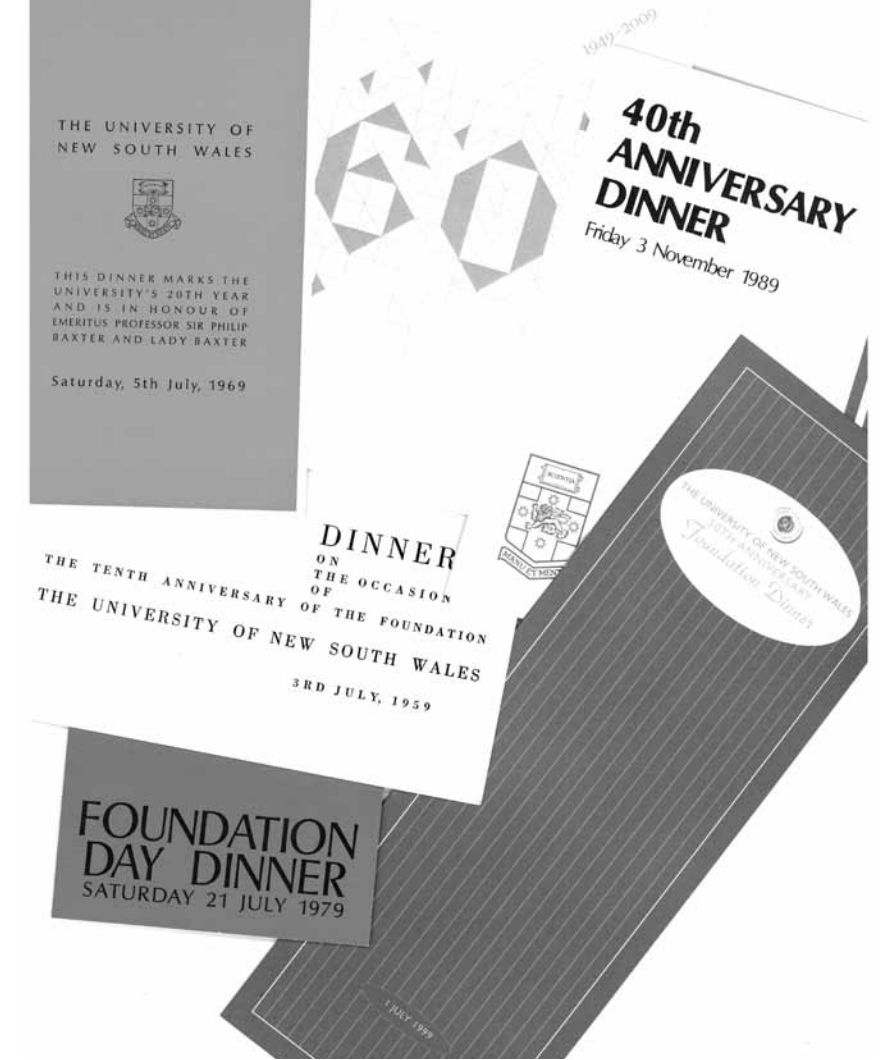 THE UNIVERSITY OF
NEW SOUTH WALES
THIS DINNER MARKS THE
UNIVERSITY'S 20TH YEAR
AND IS IN HONOUR OF
EMERITUS PROFESSOR SIR PHILIP
BAXTER AND LADY BAXTER
Saturday, 5th July, 1969
1949-2009
60
40th
ANNIVERSARY
DINNER
Friday 3 November 1989
SCIENTIA
MANU ET MENT
THE UNIVERSITY OF NEW SOUTH WALES
50TH ANNIVERSARY
Foundation Dinner
1 JULY 1999
DINNER
ON
THE OCCASION
OF
THE TENTH ANNIVERSARY OF THE FOUNDATION
THE UNIVERSITY OF NEW SOUTH WALES
3RD JULY, 1959
FOUNDATION
DAY DINNER
SATURDAY 21 JULY 1979